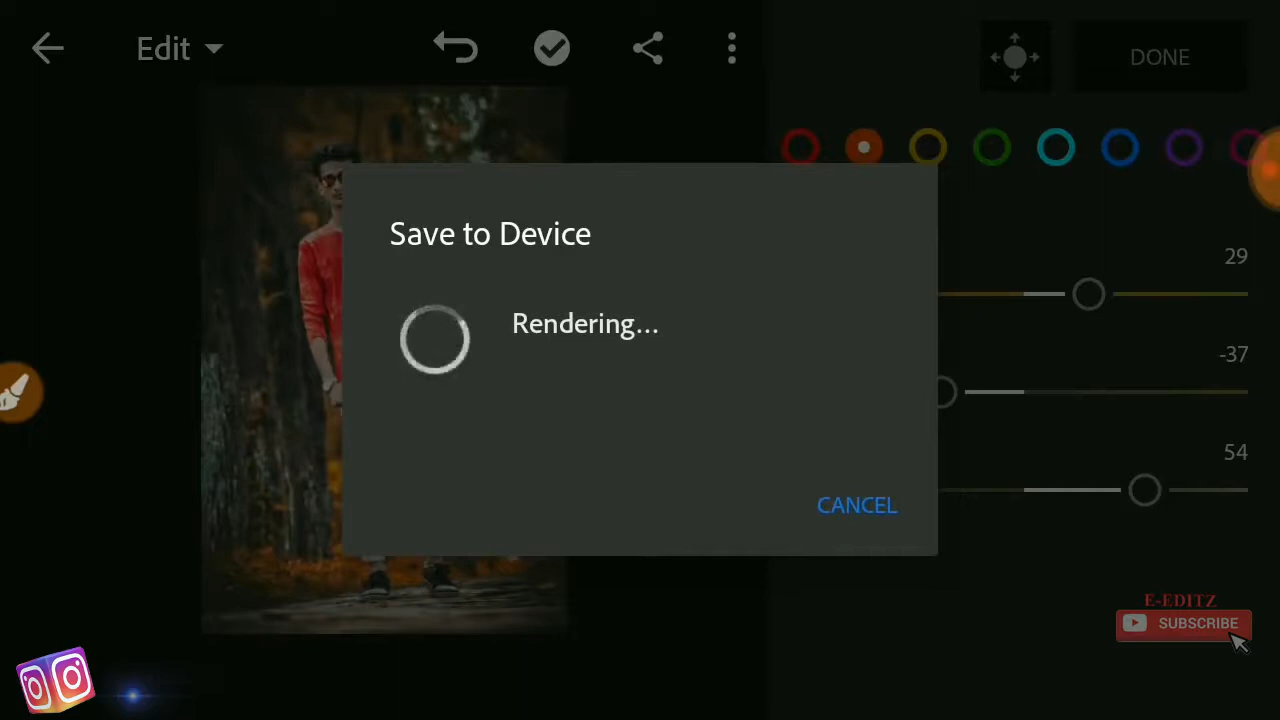 Edit
DONE
Save to Device
29
Rendering...
-37
54
CANCEL
E-EDITZ
SUBSCRIBE